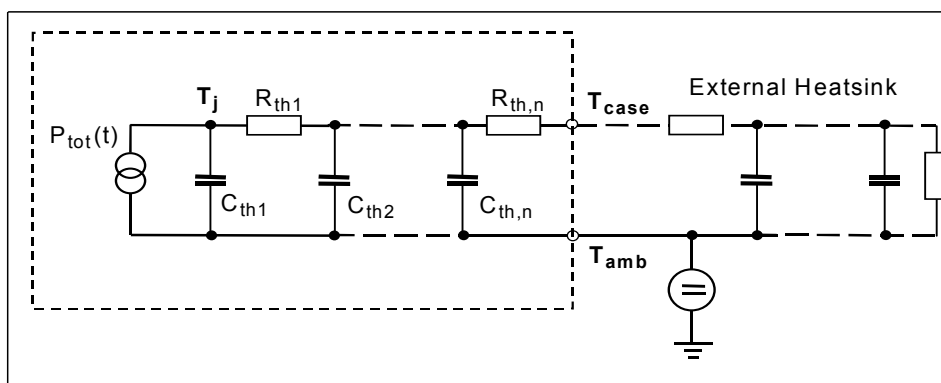 External Heatsink
T_j
R_th1
R_th,n
T_case
P_tot(t)
C_th1
C_th2
C_th,n
T_amb